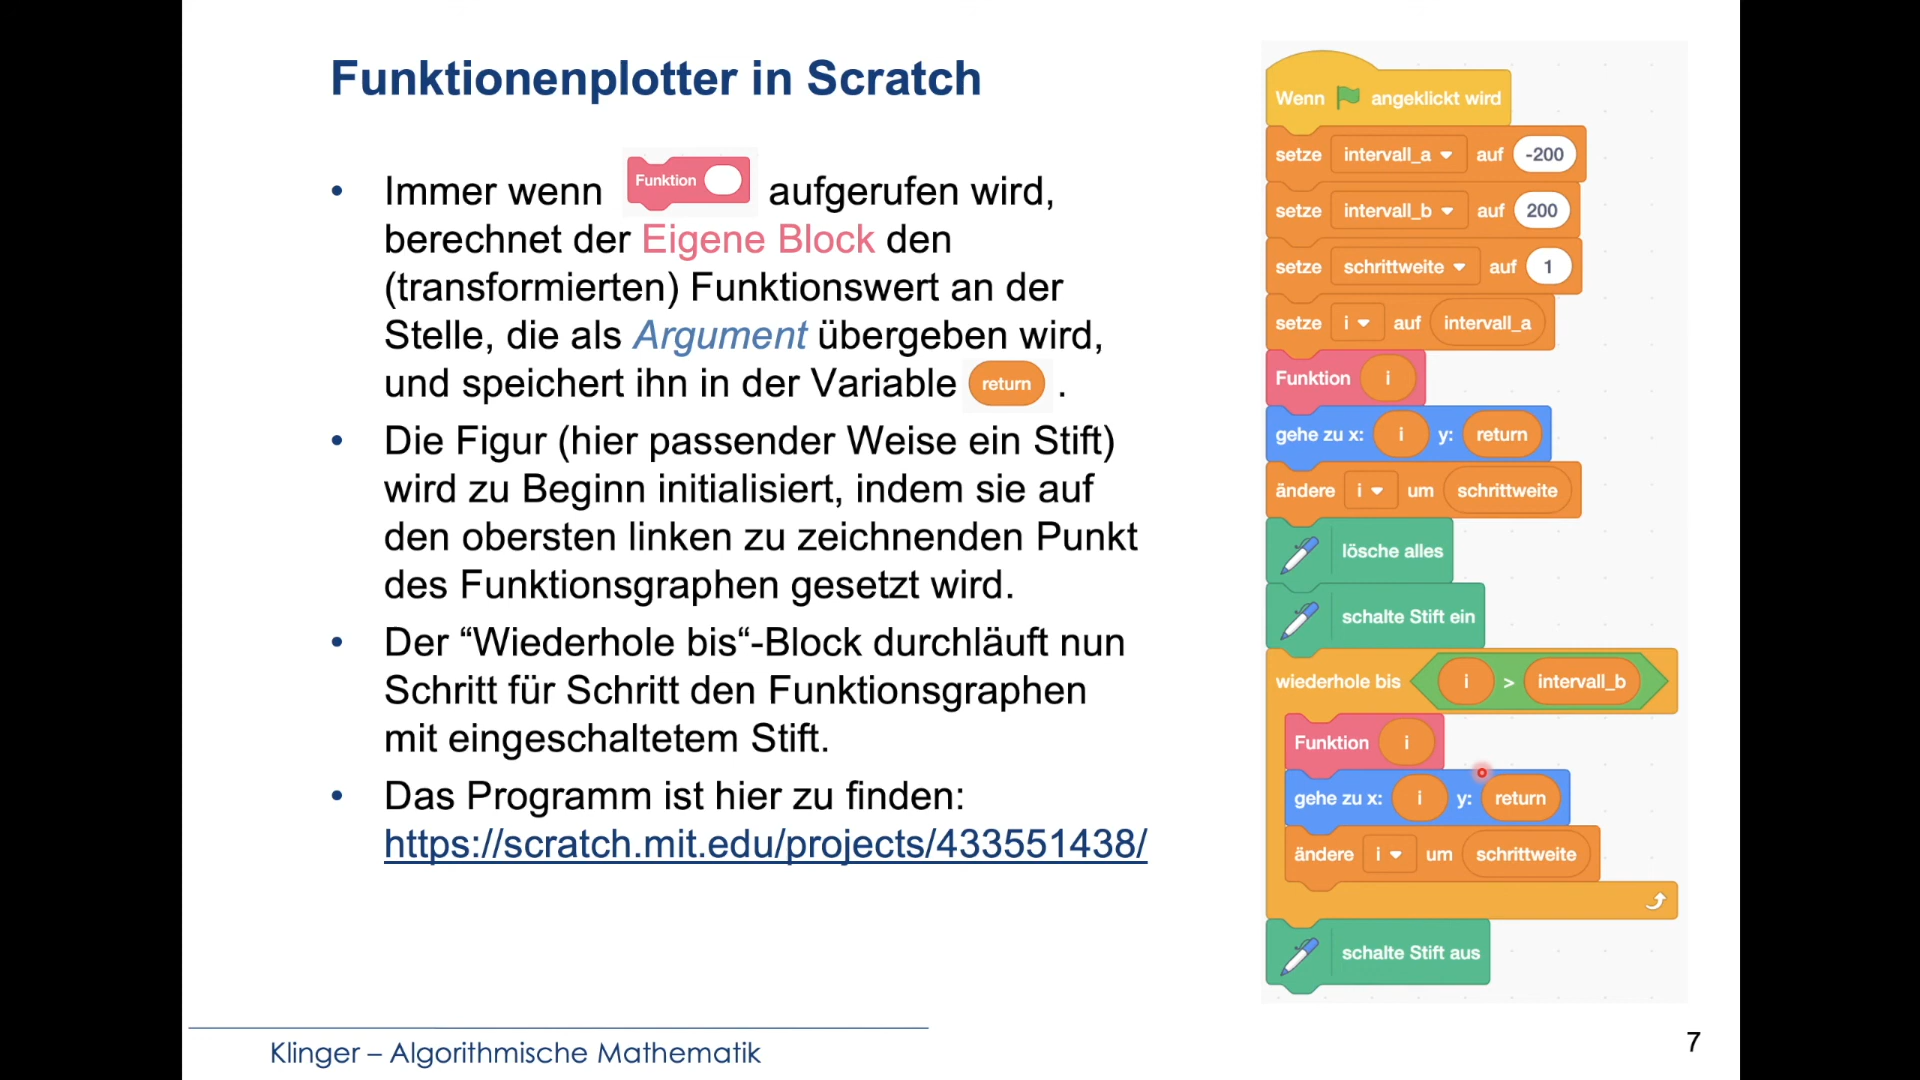 Funktionenplotter in Scratch
• Immer wenn Funktion aufgerufen wird,
berechnet der Eigene Block den
(transformierten) Funktionswert an der
Stelle, die als Argument übergeben wird,
und speichert ihn in der Variable return .
• Die Figur (hier passender Weise ein Stift)
wird zu Beginn initialisiert, indem sie auf
den obersten linken zu zeichnenden Punkt
des Funktionsgraphen gesetzt wird.
• Der “Wiederhole bis“-Block durchläuft nun
Schritt für Schritt den Funktionsgraphen
mit eingeschaltetem Stift.
• Das Programm ist hier zu finden:
https://scratch.mit.edu/projects/433551438/
Wenn angeklickt wird
setze intervall_a auf -200
setze intervall_b auf 200
setze schrittweite auf 1
setze i auf intervall_a
Funktion i
gehe zu x: i y: return
ändere i um schrittweite
lösche alles
schalte Stift ein
wiederhole bis i > intervall_b
Funktion i
gehe zu x: i y: return
ändere i um schrittweite
schalte Stift aus
Klinger – Algorithmische Mathematik
7